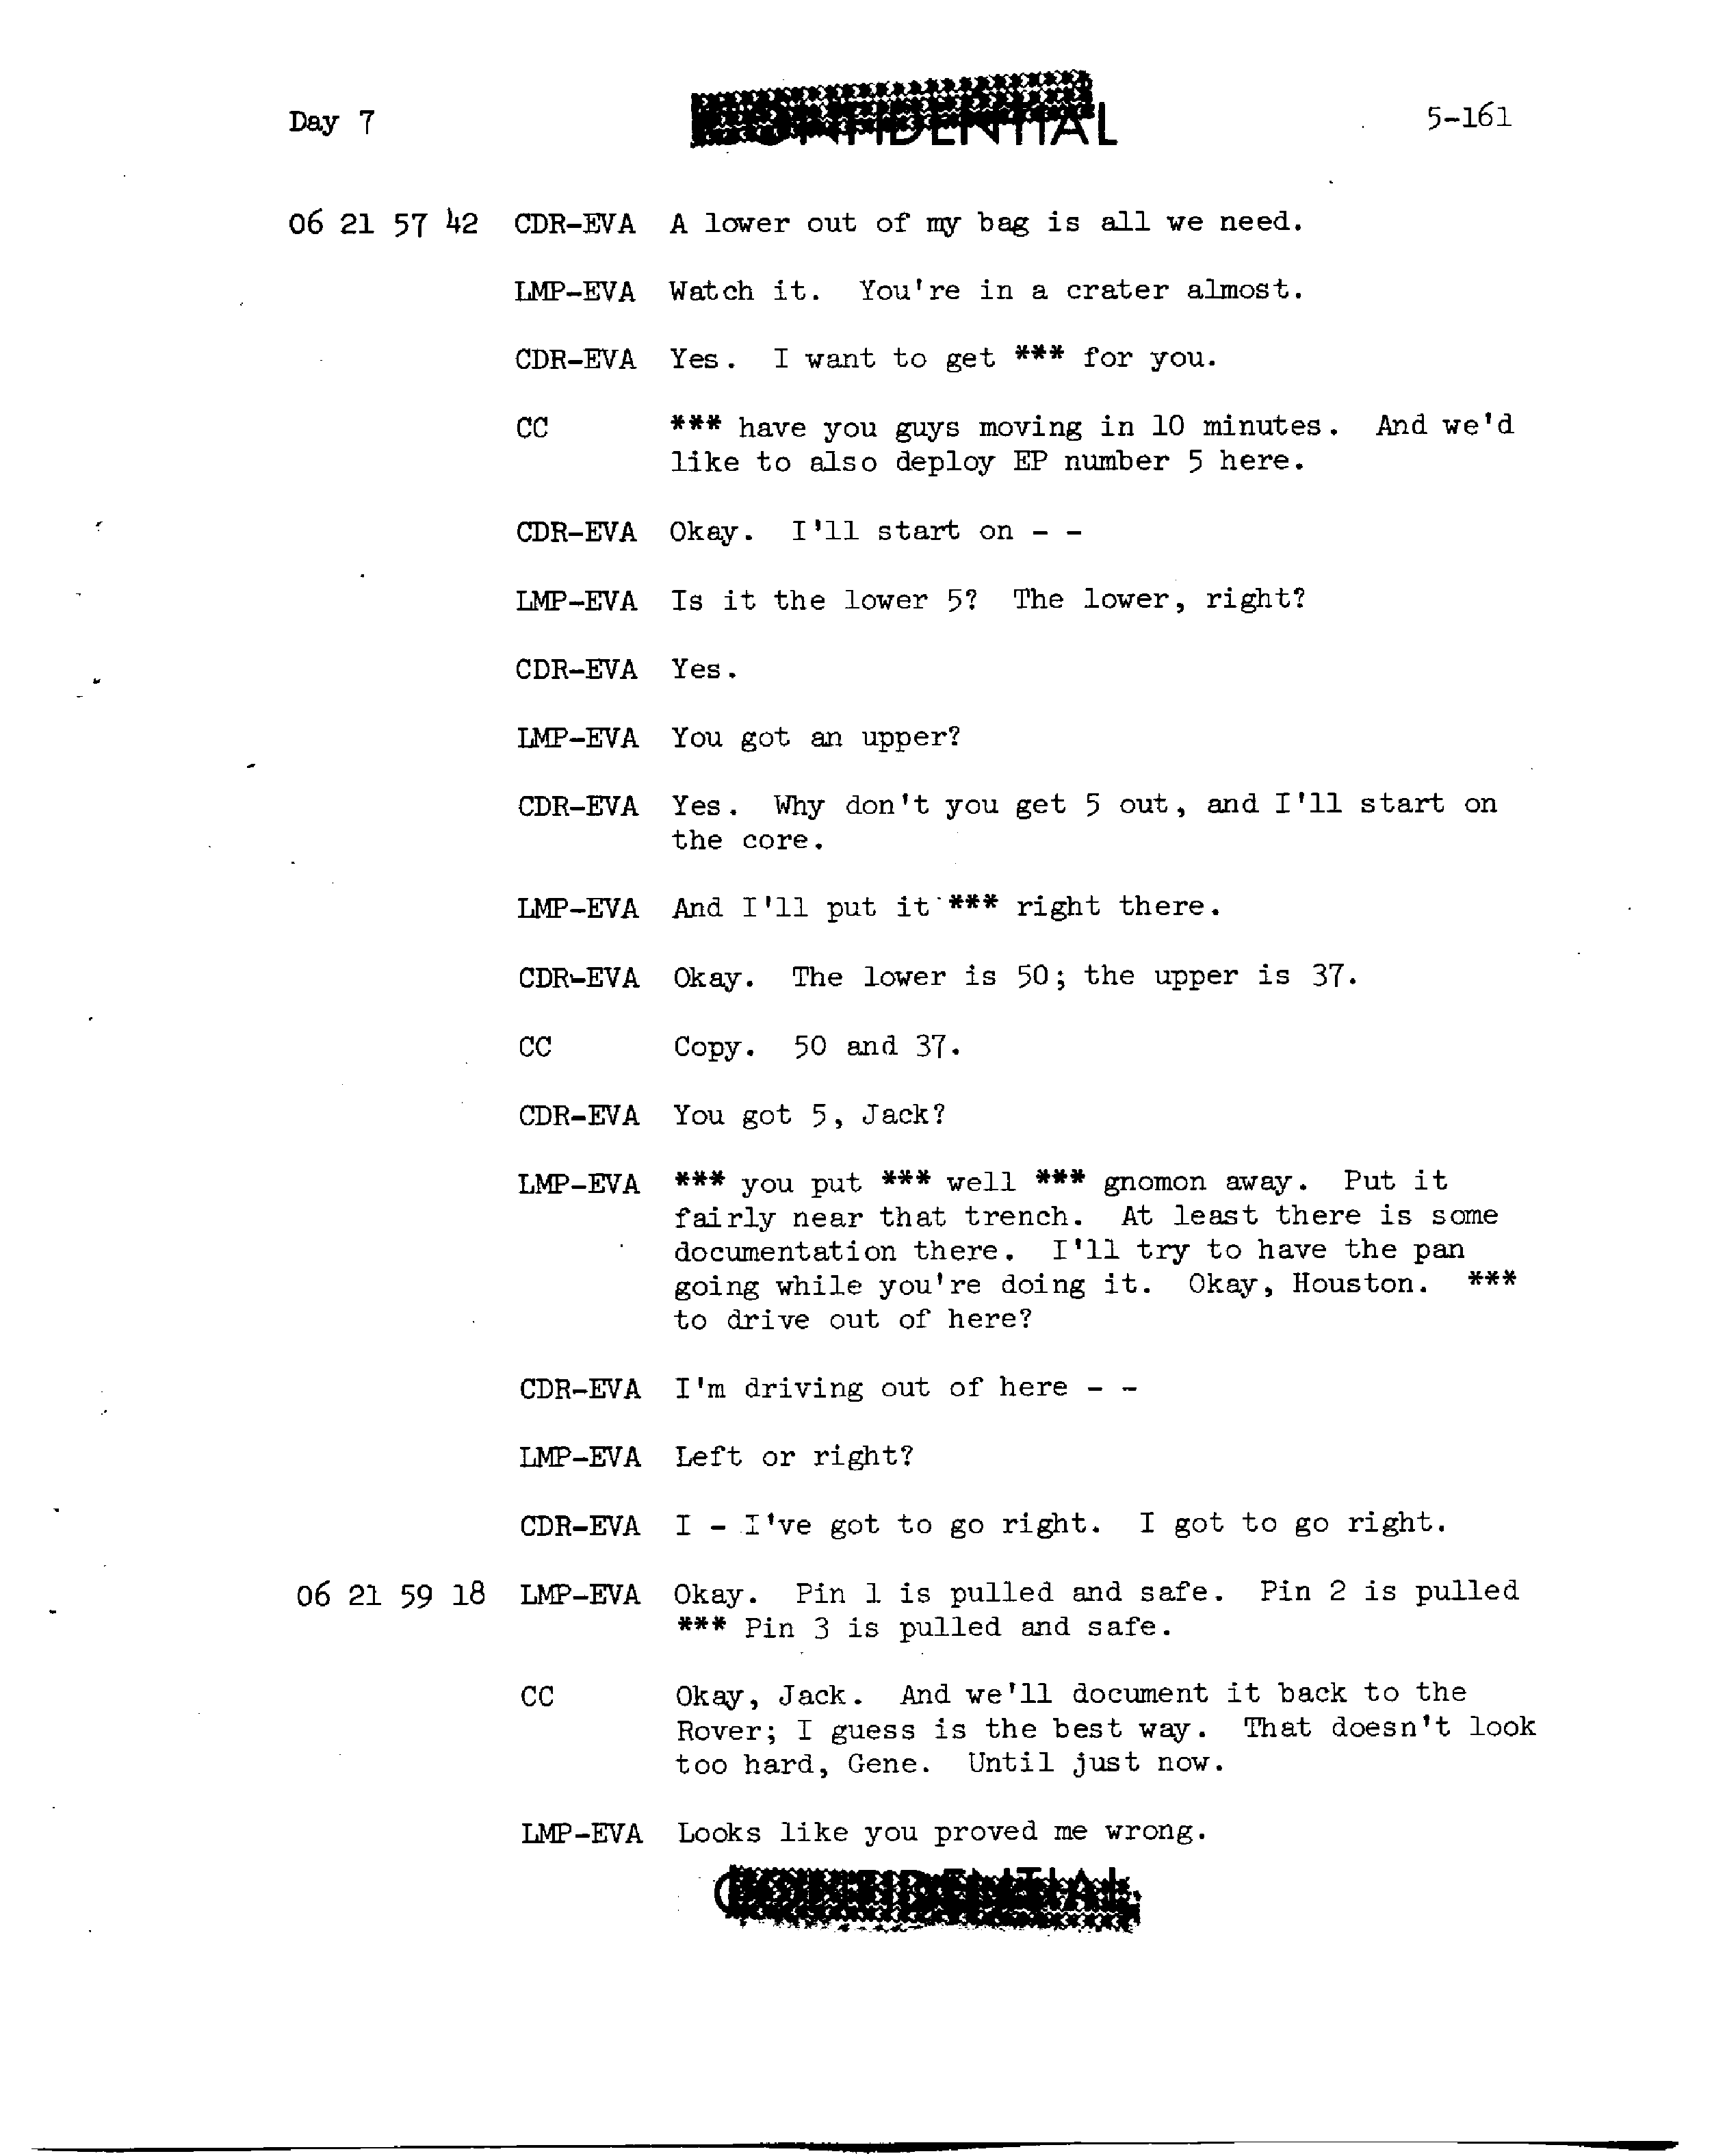 Day 7
CONFIDENTIAL
5-161
06 21 57 42 CDR-EVA A lower out of my bag is all we need.
LMP-EVA Watch it. You're in a crater almost.
CDR-EVA Yes. I want to get *** for you.
CC *** have you guys moving in 10 minutes. And we'd
like to also deploy EP number 5 here.
CDR-EVA Okay. I'll start on - -
LMP-EVA Is it the lower 5? The lower, right?
CDR-EVA Yes.
LMP-EVA You got an upper?
CDR-EVA Yes. Why don't you get 5 out, and I'll start on
the core.
LMP-EVA And I'll put it *** right there.
CDR-EVA Okay. The lower is 50; the upper is 37.
CC Copy. 50 and 37.
CDR-EVA You got 5, Jack?
LMP-EVA *** you put *** well *** gnomon away. Put it
fairly near that trench. At least there is some
documentation there. I'll try to have the pan
going while you're doing it. Okay, Houston. ***
to drive out of here?
CDR-EVA I'm driving out of here - -
LMP-EVA Left or right?
CDR-EVA I - I've got to go right. I got to go right.
06 21 59 18 LMP-EVA Okay. Pin 1 is pulled and safe. Pin 2 is pulled
*** Pin 3 is pulled and safe.
CC Okay, Jack. And we'll document it back to the
Rover; I guess is the best way. That doesn't look
too hard, Gene. Until just now.
LMP-EVA Looks like you proved me wrong.
CONFIDENTIAL